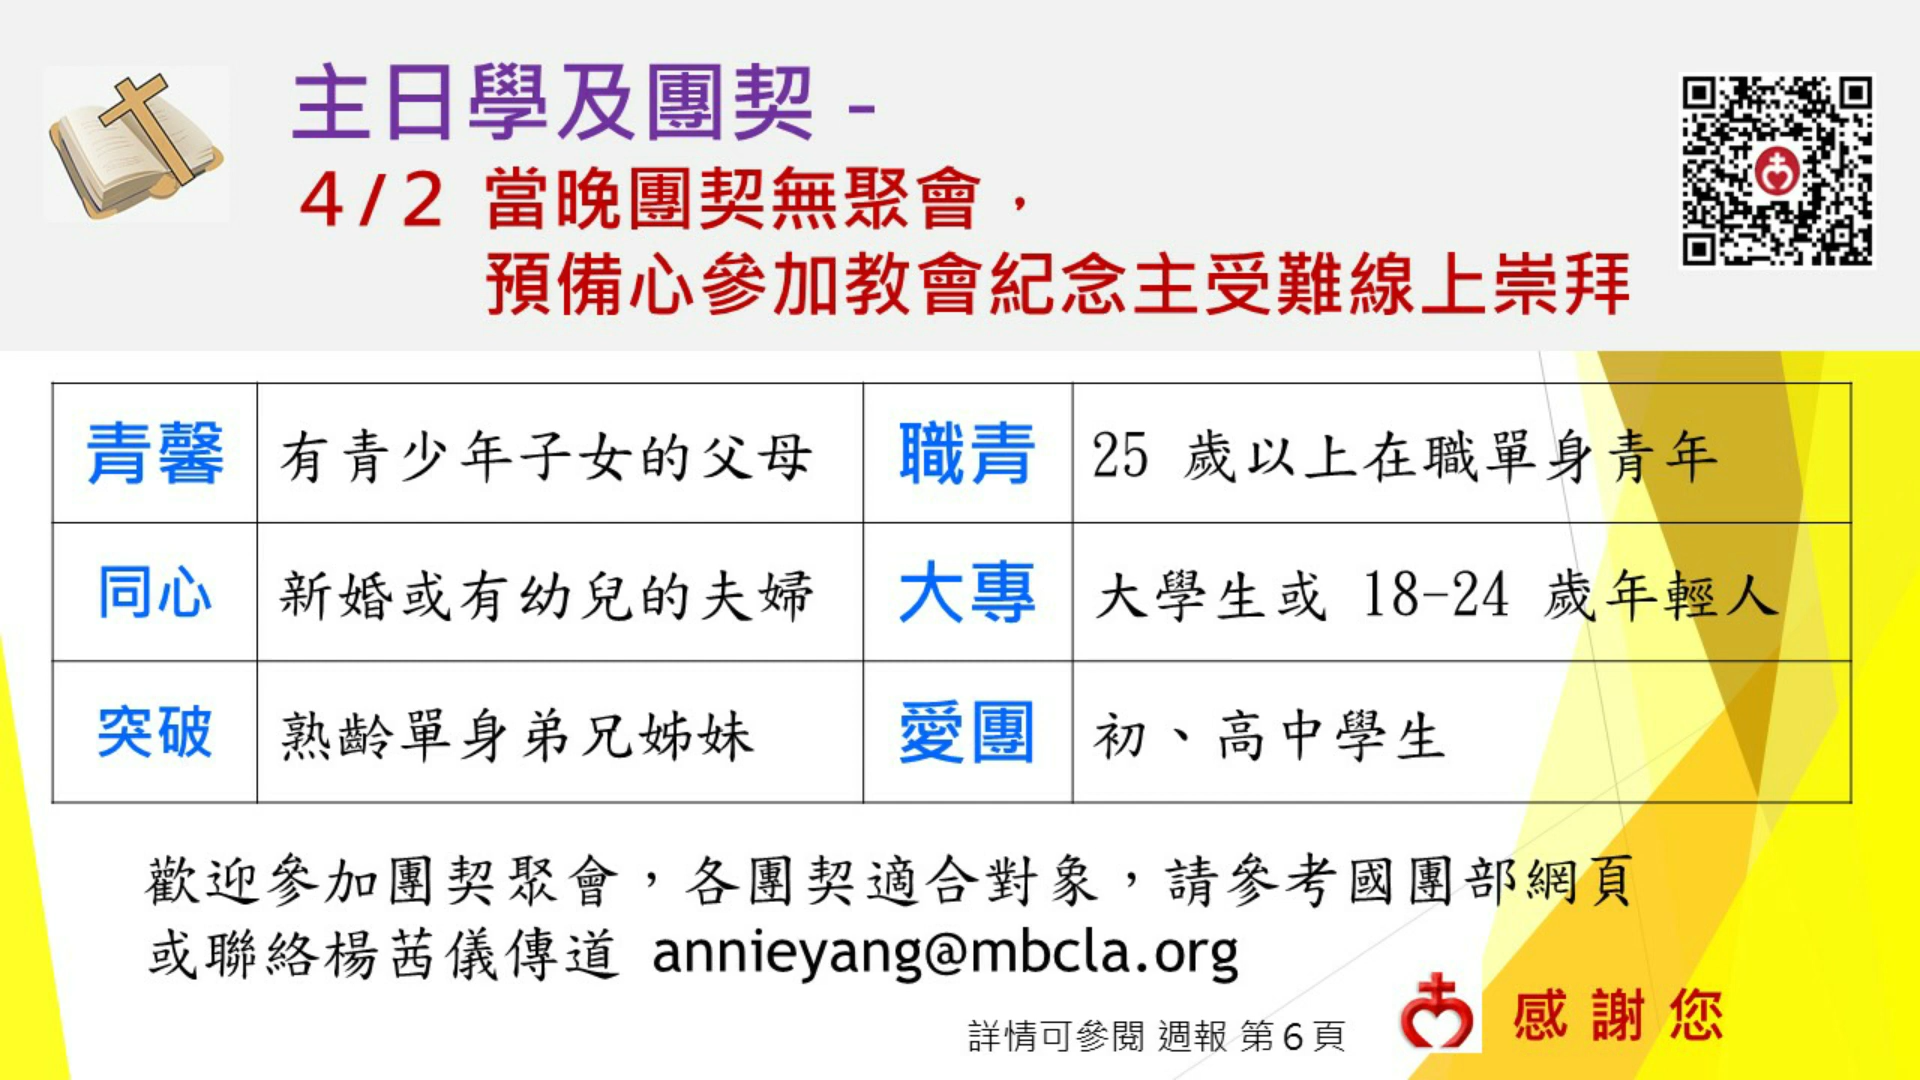 主日學及團契 -
4/2 當晚團契無聚會，
預備心參加教會紀念主受難線上崇拜
青馨 有青少年子女的父母 職青 25 歲以上在職單身青年
同心 新婚或有幼兒的夫婦 大專 大學生或 18-24 歲年輕人
突破 熟齡單身弟兄姊妹 愛團 初、高中學生
歡迎參加團契聚會，各團契適合對象，請參考國團部網頁
或聯絡楊茜儀傳道 annieyang@mbcla.org
詳情可參閱 週報 第6頁
感謝您